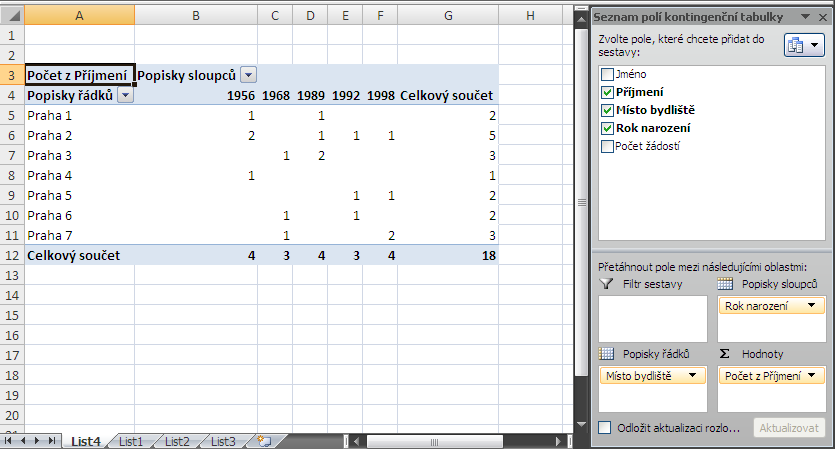 A B C D E F G H
1
2
3 Počet z Příjmení Popisky sloupců
4 Popisky řádků 1956 1968 1989 1992 1998 Celkový součet
5 Praha 1 1 1 2
6 Praha 2 2 1 1 1 5
7 Praha 3 1 2 3
8 Praha 4 1 1
9 Praha 5 1 1 2
10 Praha 6 1 1 2
11 Praha 7 1 2 3
12 Celkový součet 4 3 4 3 4 18
13
14
15
16
17
18
19
20
List4 List1 List2 List3
Seznam polí kontingenční tabulky
Zvolte pole, které chcete přidat do
sestavy:
Jméno
Příjmení
Místo bydliště
Rok narození
Počet žádostí
Přetáhnout pole mezi následujícími oblastmi:
Filtr sestavy Popisky sloupců
Rok narození
Popisky řádků Σ Hodnoty
Místo bydliště Počet z Příjmení
Odložit aktualizaci rozlo... Aktualizovat